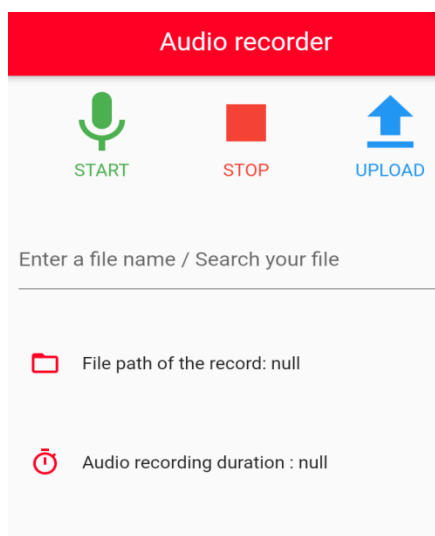 Audio recorder
START STOP UPLOAD
Enter a file name / Search your file
File path of the record: null
Audio recording duration : null